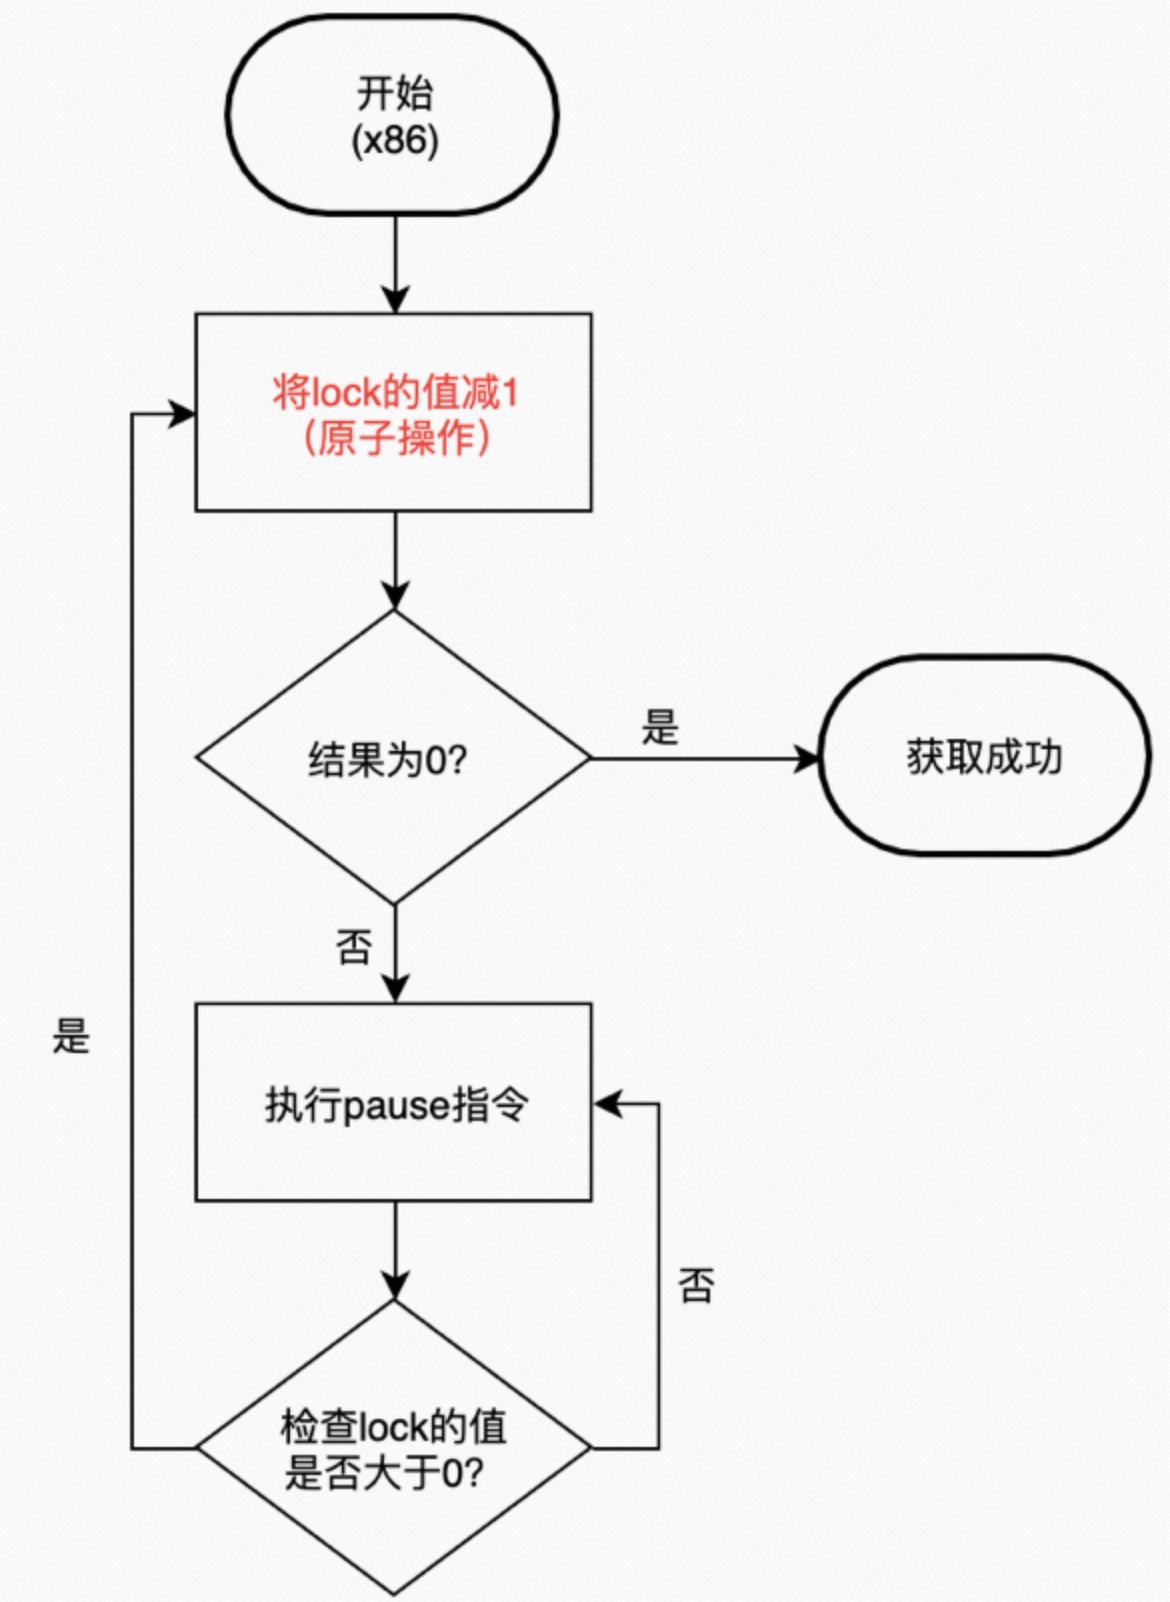 开始
(x86)
将lock的值减1
（原子操作）
结果为0?
是
获取成功
否
是
执行pause指令
否
检查lock的值
是否大于0?